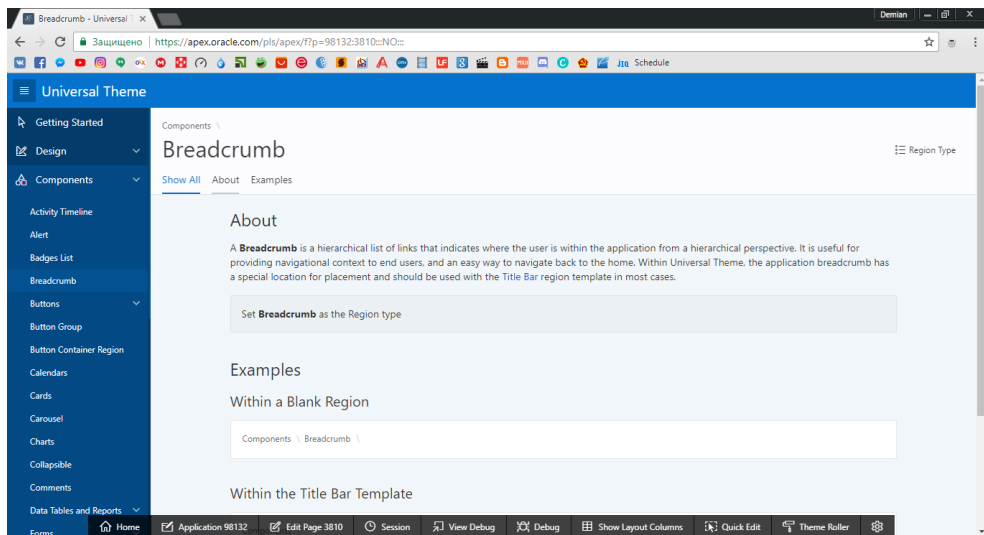 Breadcrumb - Universal T
Demian
Защищено https://apex.oracle.com/pls/apex/f?p=98132:3810:::NO:::
Schedule
Universal Theme
Getting Started
Design
Components
Activity Timeline
Alert
Badges List
Breadcrumb
Buttons
Button Group
Button Container Region
Calendars
Cards
Carousel
Charts
Collapsible
Comments
Data Tables and Reports
Forms
Components \
Breadcrumb
Region Type
Show All About Examples
About
A Breadcrumb is a hierarchical list of links that indicates where the user is within the application from a hierarchical perspective. It is useful for
providing navigational context to end users, and an easy way to navigate back to the home. Within Universal Theme, the application breadcrumb has
a special location for placement and should be used with the Title Bar region template in most cases.
Set Breadcrumb as the Region type
Examples
Within a Blank Region
Components \ Breadcrumb \
Within the Title Bar Template
Home Application 98132 Edit Page 3810 Session View Debug Debug Show Layout Columns Quick Edit Theme Roller